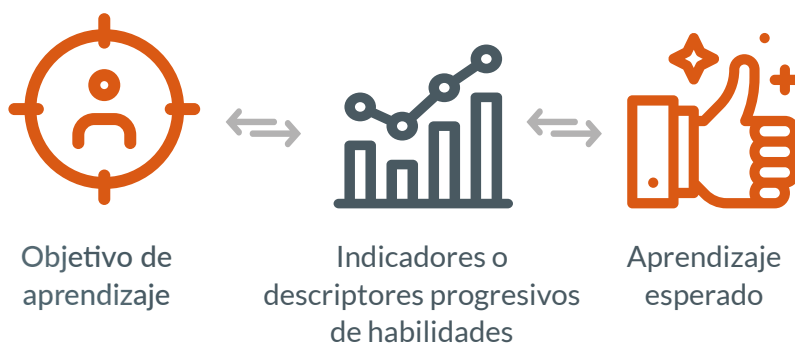 Objetivo de
aprendizaje
Indicadores o
descriptores progresivos
de habilidades
Aprendizaje
esperado